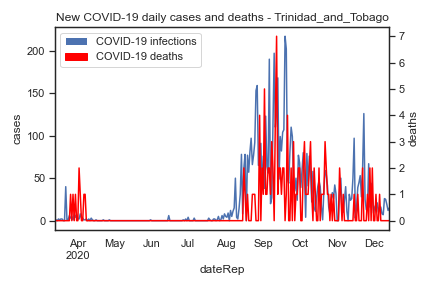 New COVID-19 daily cases and deaths - Trinidad_and_Tobago
COVID-19 infections
COVID-19 deaths
200
150
100
50
0
cases
7
6
5
4
3
2
1
0
deaths
Apr May Jun Jul Aug Sep Oct Nov Dec
2020
dateRep